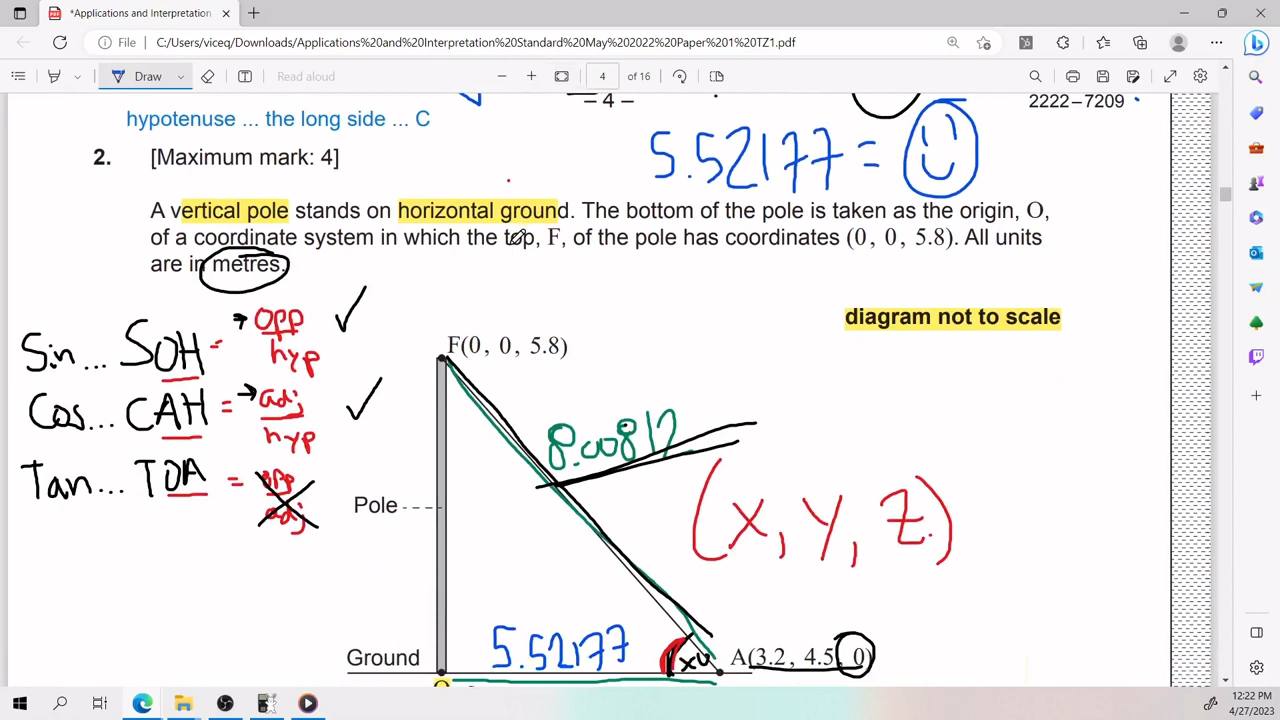 *Applications and Interpretation
File
C:/Users/viceq/Downloads/Applications%20and%20Interpretation%20Standard%20May%202022%20Paper%201%20TZ1.pdf
Draw
Read aloud
4 of 16
– 4 –
2222–7209
hypotenuse ... the long side ... C
5.52177 =
2. [Maximum mark: 4]
A vertical pole stands on horizontal ground. The bottom of the pole is taken as the origin, O,
of a coordinate system in which the top, F, of the pole has coordinates (0, 0, 5.8). All units
are in metres.
diagram not to scale
Sin... SOH = opp
hyp
Cos... CAH = adj
hyp
Tan... TOA = opp
adj
F(0, 0, 5.8)
8.00812
Pole
(x, y, z)
5.52177
Ground
A(3.2, 4.5, 0)
12:22 PM
4/27/2023